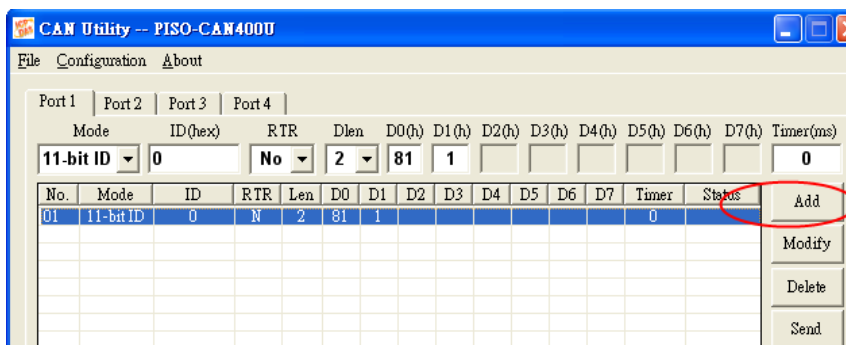 CAN Utility -- PISO-CAN400U
File Configuration About
Port 1 Port 2 Port 3 Port 4
Mode ID(hex) RTR Dlen D0(h) D1(h) D2(h) D3(h) D4(h) D5(h) D6(h) D7(h) Timer(ms)
11-bit ID 0 No 2 81 1 0
No. Mode ID RTR Len D0 D1 D2 D3 D4 D5 D6 D7 Timer Status Add
01 11-bit ID 0 N 2 81 1 0
Modify
Delete
Send